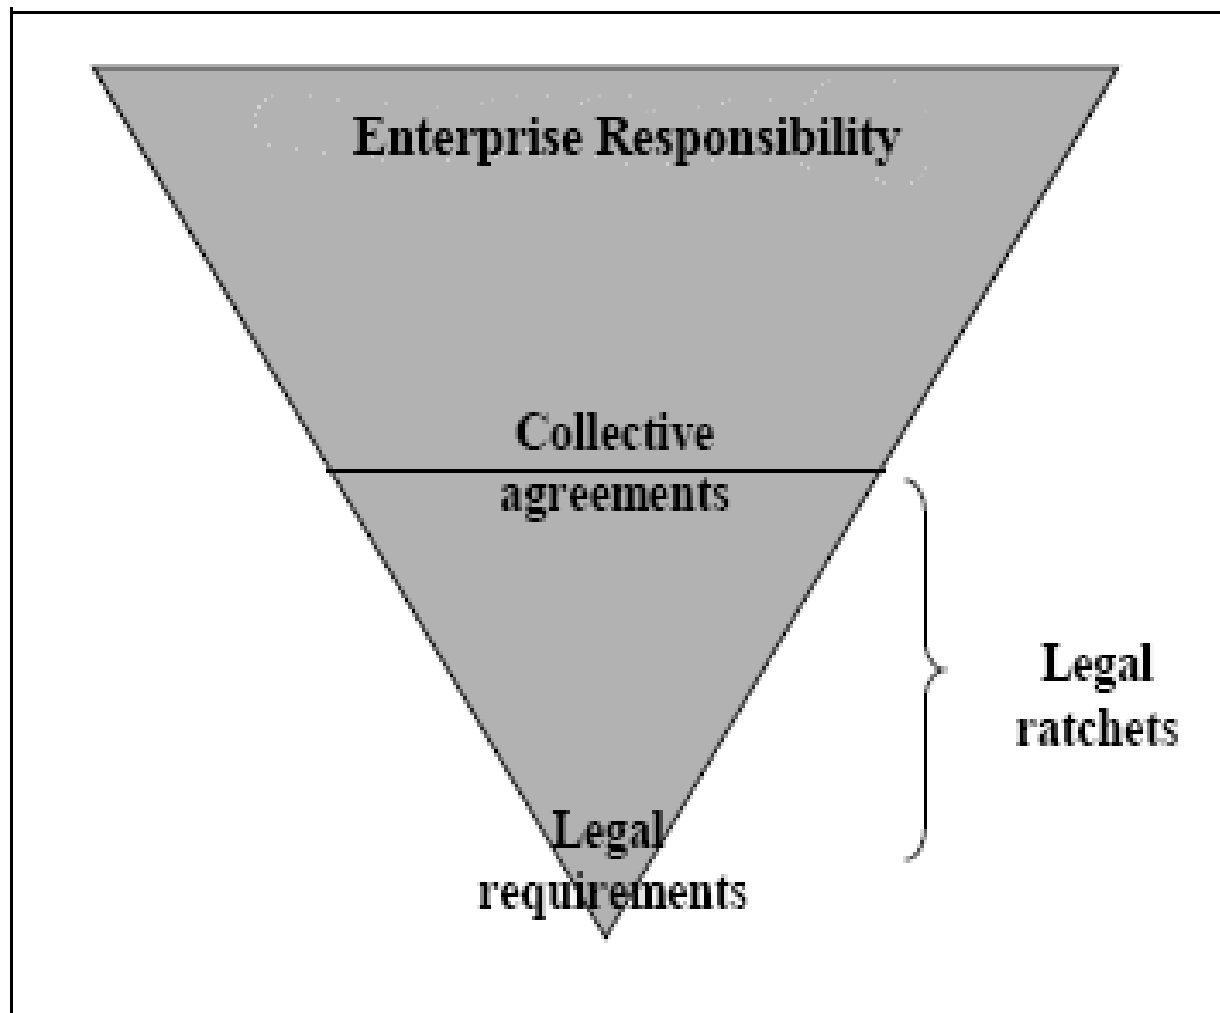 Enterprise Responsibility
Collective
agreements
Legal
ratchets
Legal
requirements